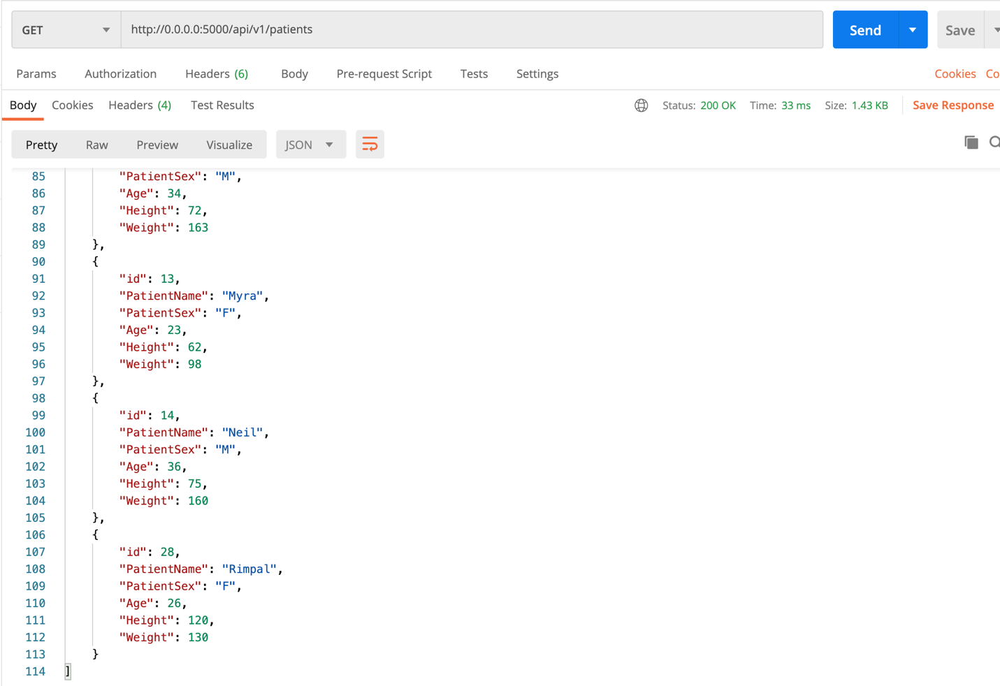 GET http://0.0.0.0:5000/api/v1/patients Send Save
Params Authorization Headers (6) Body Pre-request Script Tests Settings Cookies Co
Body Cookies Headers (4) Test Results Status: 200 OK Time: 33 ms Size: 1.43 KB Save Response
Pretty Raw Preview Visualize JSON
85 "PatientSex": "M",
86 "Age": 34,
87 "Height": 72,
88 "Weight": 163
89 },
90 {
91 "id": 13,
92 "PatientName": "Myra",
93 "PatientSex": "F",
94 "Age": 23,
95 "Height": 62,
96 "Weight": 98
97 },
98 {
99 "id": 14,
100 "PatientName": "Neil",
101 "PatientSex": "M",
102 "Age": 36,
103 "Height": 75,
104 "Weight": 160
105 },
106 {
107 "id": 28,
108 "PatientName": "Rimpal",
109 "PatientSex": "F",
110 "Age": 26,
111 "Height": 120,
112 "Weight": 130
113 }
114 ]